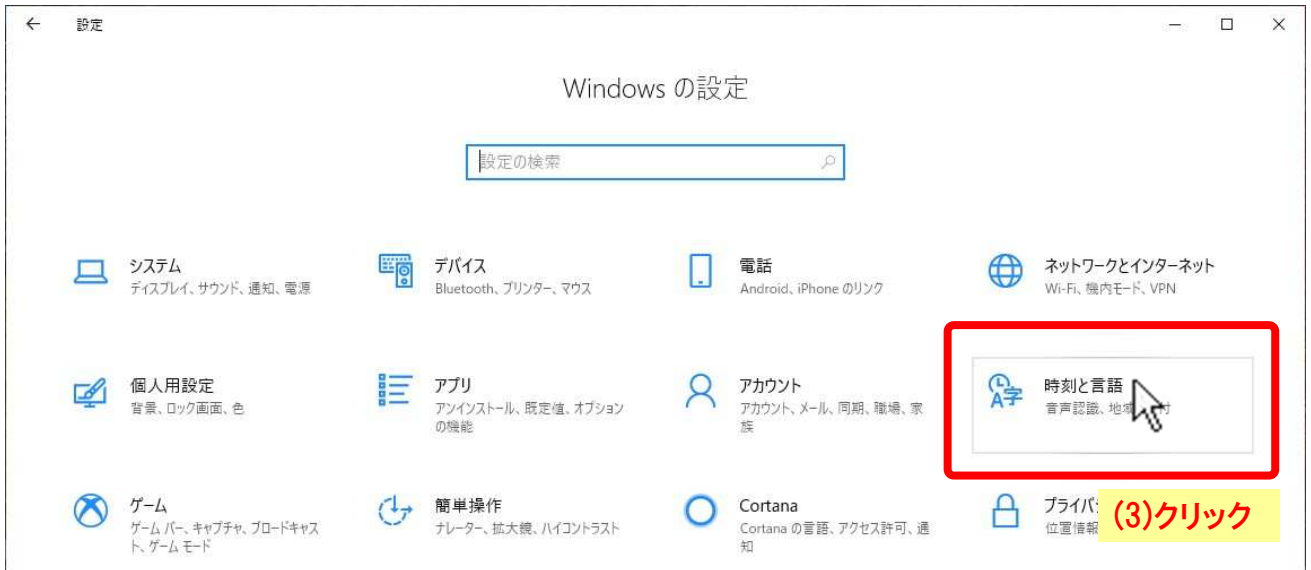 設定
Windows の設定
設定の検索
システム
ディスプレイ、サウンド、通知、電源
デバイス
Bluetooth、プリンター、マウス
電話
Android、iPhone のリンク
ネットワークとインターネット
Wi-Fi、機内モード、VPN
個人用設定
背景、ロック画面、色
アプリ
アンインストール、既定値、オプション
の機能
アカウント
アカウント、メール、同期、職場、家
族
時刻と言語
音声認識、地域
ゲーム
ゲーム バー、キャプチャ、ブロードキャス
ト、ゲーム モード
簡単操作
ナレーター、拡大鏡、ハイコントラスト
Cortana
Cortana の言語、アクセス許可、通
知
プライバ
位置情報
(3)クリック